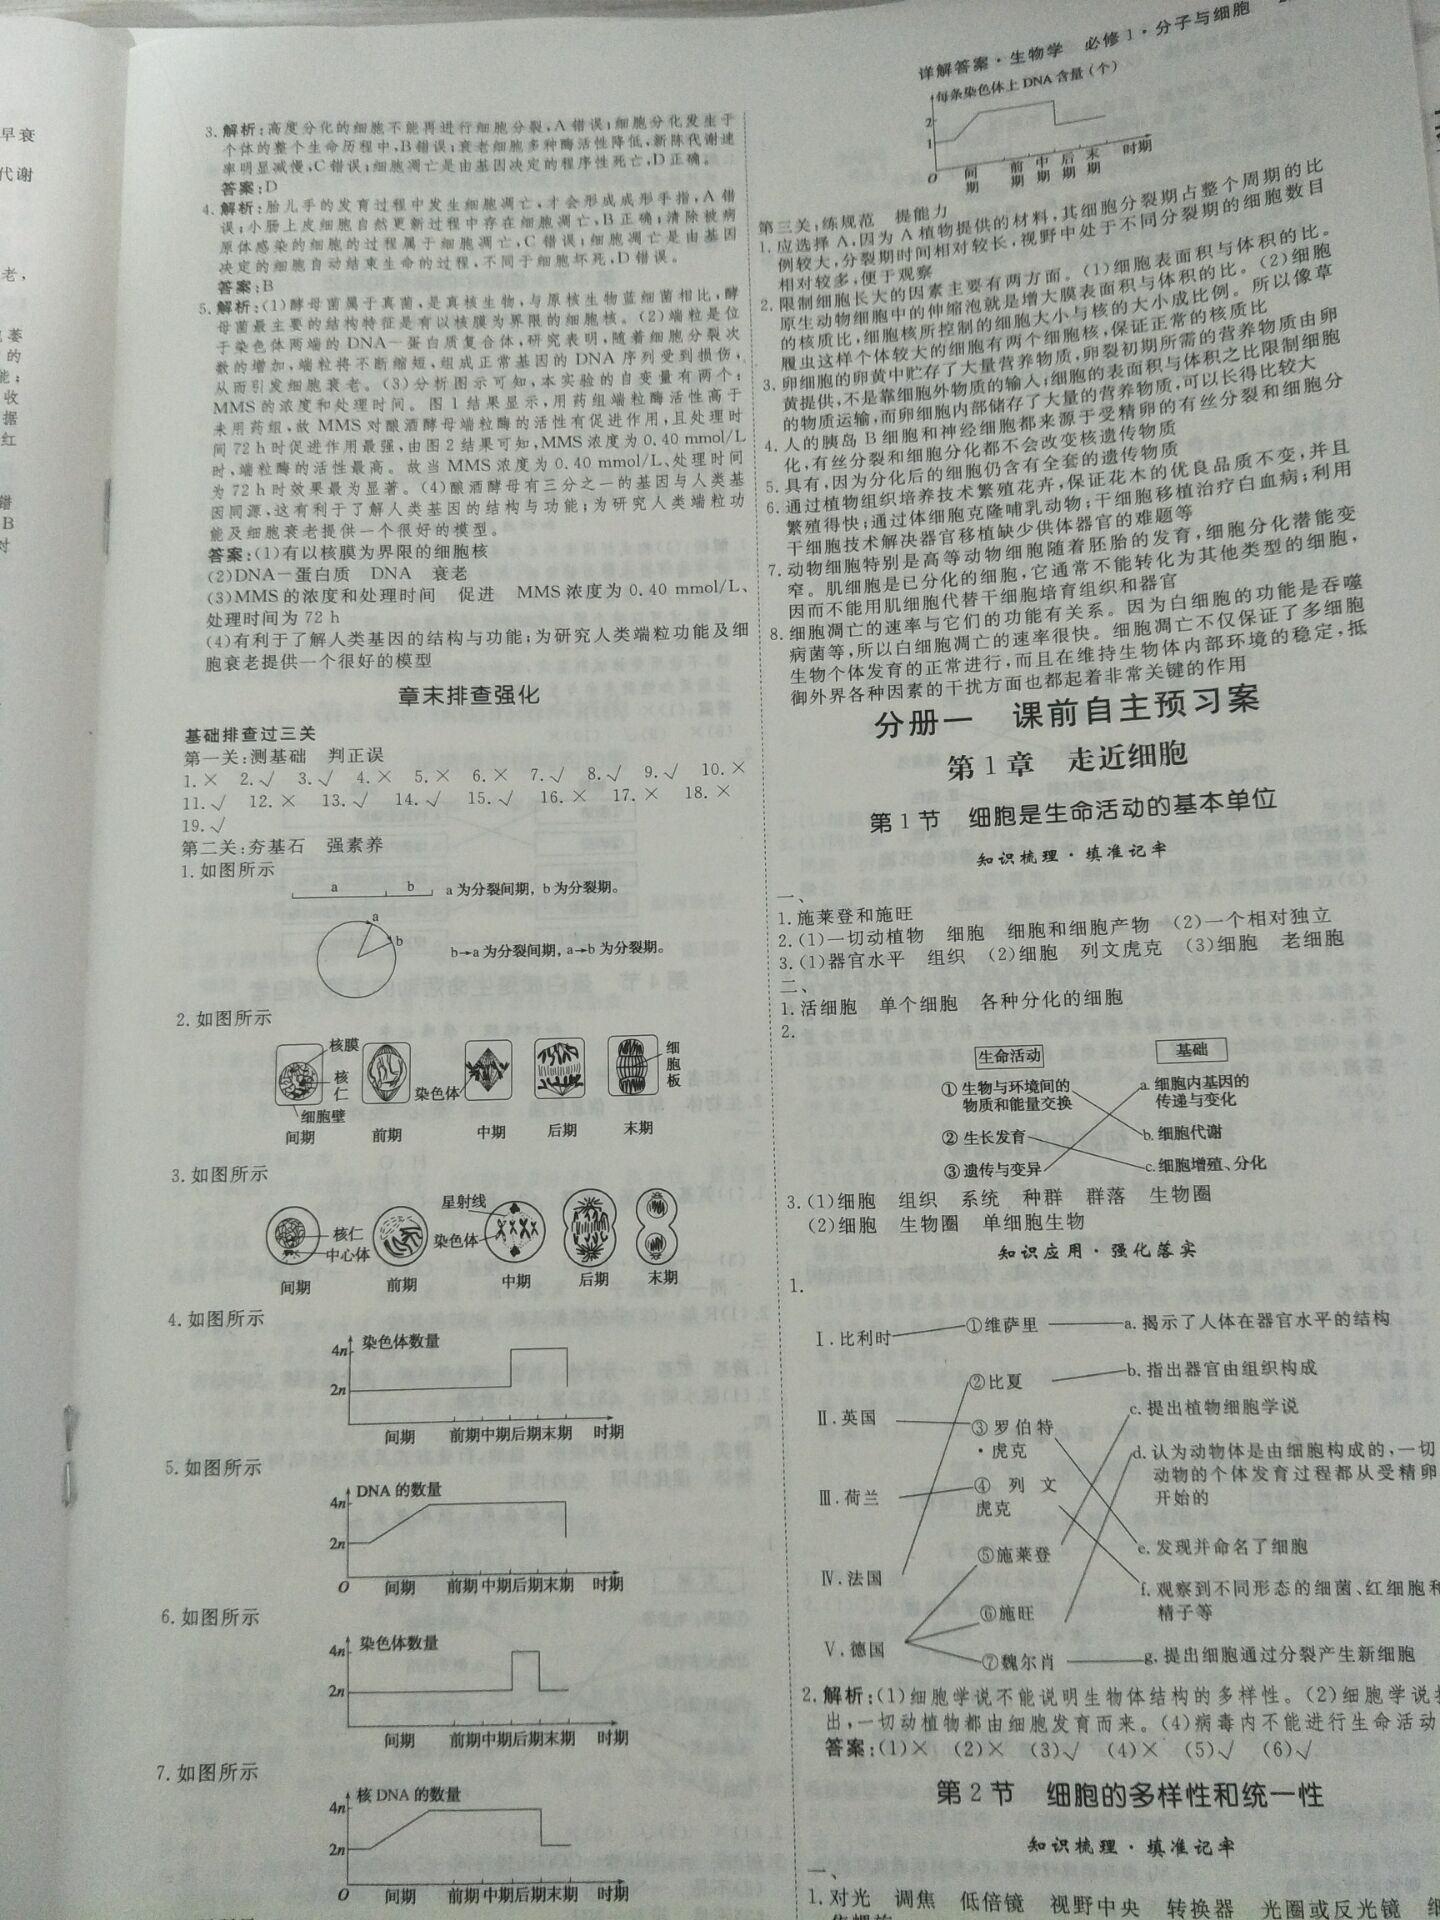 详解答案·生物学 必修1·分子与细胞
早衰
代谢
老，
萎
的
能；
收
据
红
错
B
对
3.解析:高度分化的细胞不能再进行细胞分裂,A错误;细胞分化发生于
个体的整个生命历程中,B错误;衰老细胞多种酶活性降低,新陈代谢速
率明显减慢,C错误;细胞凋亡是由基因决定的程序性死亡,D正确。
答案:D
4.解析:胎儿手的发育过程中发生细胞凋亡,才会形成成形手指,A错
误;小肠上皮细胞自然更新过程中存在细胞凋亡,B正确;清除被病
原体感染的细胞的过程属于细胞凋亡,C错误;细胞凋亡是由基因
决定的细胞自动结束生命的过程,不同于细胞坏死,D错误。
答案:B
5.解析:(1)酵母菌属于真菌,是真核生物,与原核生物蓝细菌相比,酵
母菌最主要的结构特征是有以核膜为界限的细胞核。(2)端粒是位
于染色体两端的DNA—蛋白质复合体,研究表明,随着细胞分裂次
数的增加,端粒将不断缩短,组成正常基因的DNA序列受到损伤,
从而引发细胞衰老。(3)分析图示可知,本实验的自变量有两个:
MMS的浓度和处理时间。图1结果显示,用药组端粒酶活性高于
未用药组,故MMS对酿酒酵母端粒酶的活性有促进作用,且处理时
间72 h时促进作用最强,由图2结果可知,MMS浓度为0.40 mmol/L
时,端粒酶的活性最高。故当MMS浓度为0.40 mmol/L、处理时间
为72 h时效果最为显著。(4)酿酒酵母有三分之一的基因与人类基
因同源,这有利于了解人类基因的结构与功能;为研究人类端粒功
能及细胞衰老提供一个很好的模型。
答案:(1)有以核膜为界限的细胞核
(2)DNA—蛋白质 DNA 衰老
(3)MMS的浓度和处理时间 促进 MMS浓度为0.40 mmol/L、
处理时间为72 h
(4)有利于了解人类基因的结构与功能;为研究人类端粒功能及细
胞衰老提供一个很好的模型
章末排查强化
基础排查过三关
第一关:测基础 判正误
1.× 2.√ 3.√ 4.× 5.× 6.× 7.√ 8.√ 9.√ 10.×
11.√ 12.× 13.√ 14.√ 15.√ 16.× 17.× 18.×
19.√
第二关:夯基石 强素养
1.如图所示
a b a为分裂间期, b为分裂期。
a
b
b→a为分裂间期, a→b为分裂期。
2.如图所示
核膜
核仁
细胞壁
染色体
细胞板
间期 前期 中期 后期 末期
3.如图所示
星射线
核仁
中心体
染色体
间期 前期 中期 后期 末期
4.如图所示
染色体数量
4n
2n
间期 前期 中期 后期 末期 时期
5.如图所示
DNA的数量
4n
2n
O 间期 前期 中期 后期 末期 时期
6.如图所示
染色体数量
4n
2n
间期 前期 中期 后期 末期 时期
7.如图所示
核DNA的数量
4n
2n
O 间期 前期 中期 后期 末期 时期
每条染色体上DNA含量(个)
2
1
O 间期 前期 中期 后期 末期 时期
第三关:练规范 提能力
1.应选择A,因为A植物提供的材料,其细胞分裂期占整个周期的比
例较大,分裂期时间相对较长,视野中处于不同分裂期的细胞数目
相对较多,便于观察
2.限制细胞长大的因素主要有两方面。(1)细胞表面积与体积的比。
原生动物细胞中的伸缩泡就是增大膜表面积与体积的比。(2)细胞
的核质比,细胞核所控制的细胞大小与核的大小成比例。所以像草
履虫这样个体较大的细胞有两个细胞核,保证正常的核质比
3.卵细胞的卵黄中贮存了大量营养物质,卵裂初期所需的营养物质由卵
黄提供,不是靠细胞外物质的输入;细胞的表面积与体积之比限制细胞
的物质运输,而卵细胞内部储存了大量的营养物质,可以长得比较大
4.人的胰岛B细胞和神经细胞都来源于受精卵的有丝分裂和细胞分
化,有丝分裂和细胞分化都不会改变核遗传物质
5.具有,因为分化后的细胞仍含有全套的遗传物质
6.通过植物组织培养技术繁殖花卉,保证花木的优良品质不变,并且
繁殖得快;通过体细胞克隆哺乳动物;干细胞移植治疗白血病;利用
干细胞技术解决器官移植缺少供体器官的难题等
7.动物细胞特别是高等动物细胞随着胚胎的发育,细胞分化潜能变
窄。肌细胞是已分化的细胞,它通常不能转化为其他类型的细胞,
因而不能用肌细胞代替干细胞培育组织和器官
8.细胞凋亡的速率与它们的功能有关系。因为白细胞的功能是吞噬
病菌等,所以白细胞凋亡的速率很快。细胞凋亡不仅保证了多细胞
生物个体发育的正常进行,而且在维持生物体内部环境的稳定,抵
御外界各种因素的干扰方面也都起着非常关键的作用
分册一 课前自主预习案
第1章 走近细胞
第1节 细胞是生命活动的基本单位
知识梳理·填准记牢
一、
1.施莱登和施旺
2.(1)一切动植物 细胞 细胞和细胞产物 (2)一个相对独立
3.(1)器官水平 组织 (2)细胞 列文虎克 (3)细胞 老细胞
二、
1.活细胞 单个细胞 各种分化的细胞
2.
生命活动 基础
①生物与环境间的物质和能量交换 a.细胞内基因的传递与变化
②生长发育 b.细胞代谢
③遗传与变异 c.细胞增殖、分化
3.(1)细胞 组织 系统 种群 群落 生物圈
(2)细胞 生物圈 单细胞生物
知识应用·强化落实
1.
Ⅰ.比利时 ①维萨里 a.揭示了人体在器官水平的结构
②比夏 b.指出器官由组织构成
Ⅱ.英国 ③罗伯特·虎克 c.提出植物细胞学说
d.认为动物体是由细胞构成的,一切
动物的个体发育过程都从受精卵
开始的
Ⅲ.荷兰 ④列文虎克
⑤施莱登 e.发现并命名了细胞
Ⅳ.法国 f.观察到不同形态的细菌、红细胞和
精子等
⑥施旺
Ⅴ.德国 ⑦魏尔肖 g.提出细胞通过分裂产生新细胞
2.解析:(1)细胞学说不能说明生物体结构的多样性。(2)细胞学说指
出,一切动植物都由细胞发育而来。(4)病毒内不能进行生命活动
答案:(1)× (2)× (3)√ (4)× (5)√ (6)√
第2节 细胞的多样性和统一性
知识梳理·填准记牢
一、
1.对光 调焦 低倍镜 视野中央 转换器 光圈或反光镜 细